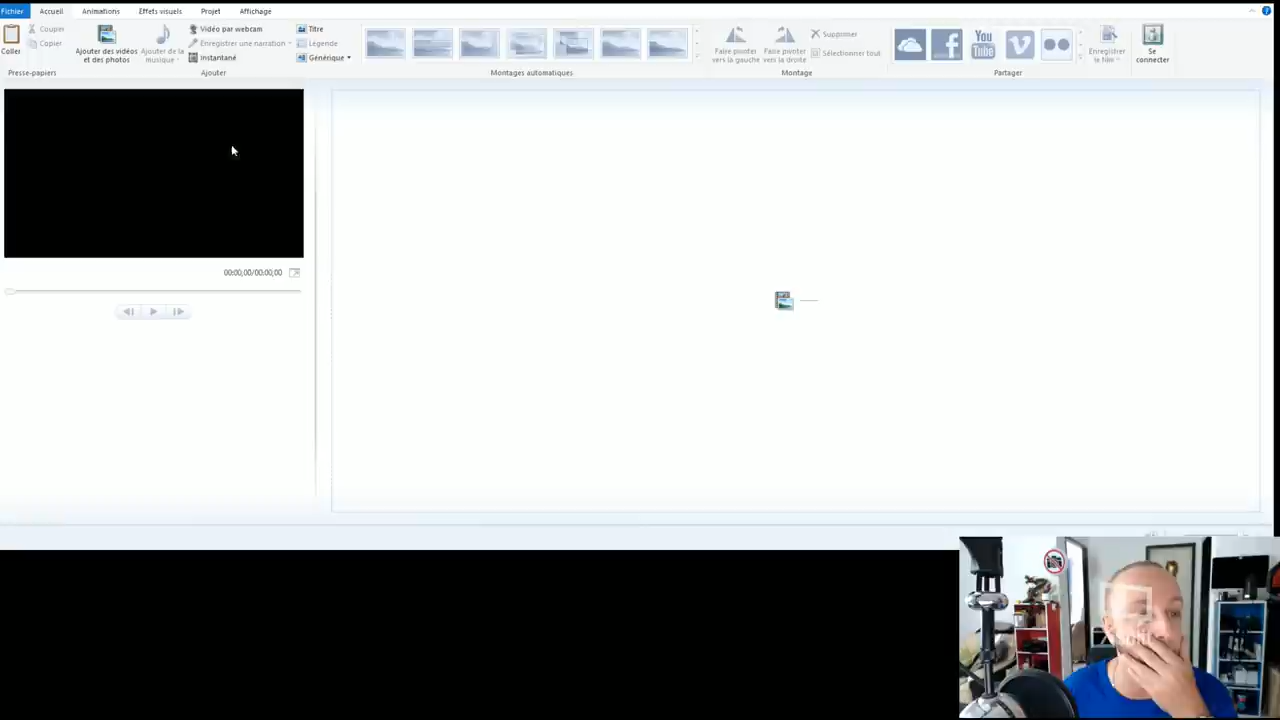 Fichier Accueil Animations Effets visuels Projet Affichage
Coller
Couper
Copier
Presse-papiers
Ajouter des vidéos
et des photos
Ajouter de la
musique
Vidéo par webcam
Enregistrer une narration
Instantané
Titre
Légende
Générique
Ajouter
Montages automatiques
Faire pivoter
vers la gauche
Faire pivoter
vers la droite
Supprimer
Sélectionner tout
Montage
You
Tube
Partager
Enregistrer
le film
Se
connecter
00:00,00/00:00,00